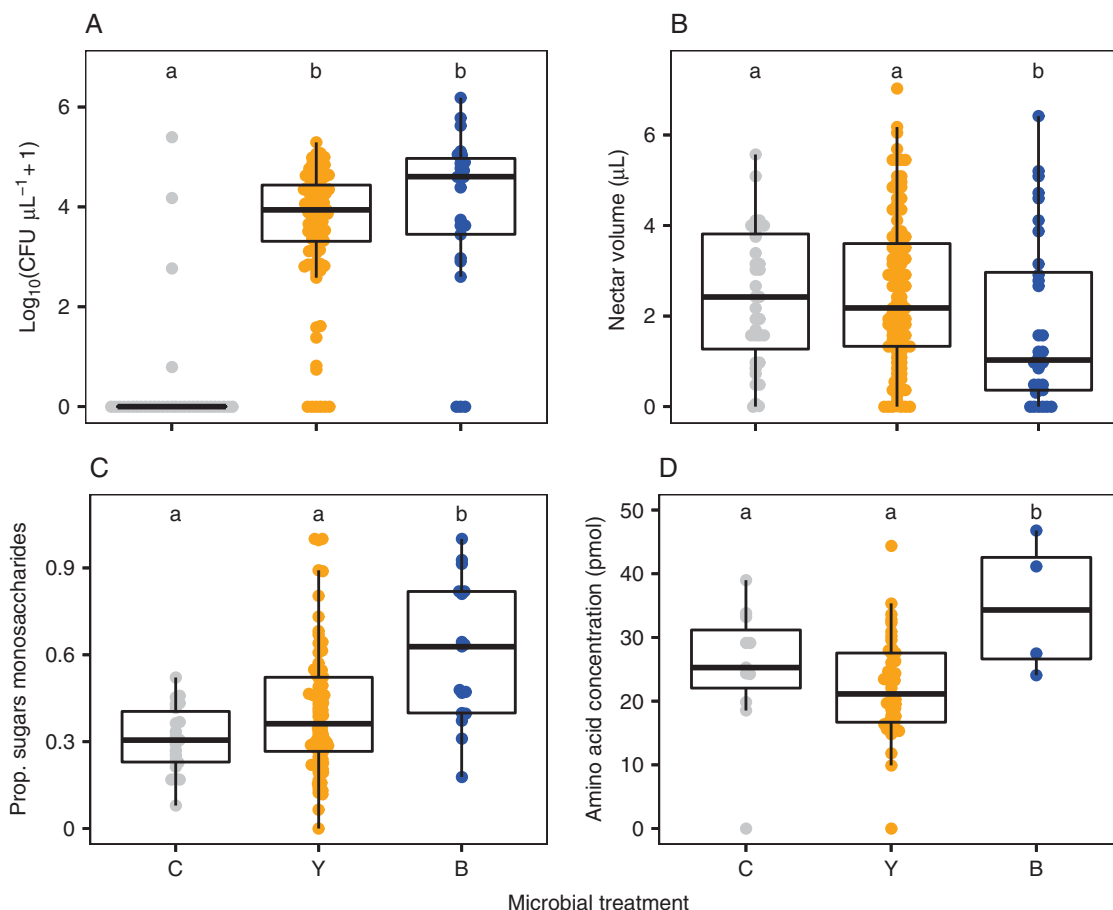 A
a b b
Log10(CFU µL−1+1)
6
4
2
0
B
a a b
Nectar volume (µL)
6
4
2
0
C
a a b
Prop. sugars monosaccharides
0.9
0.6
0.3
0
C Y B
D
a a b
Amino acid concentration (pmol)
50
40
30
20
10
0
C Y B
Microbial treatment